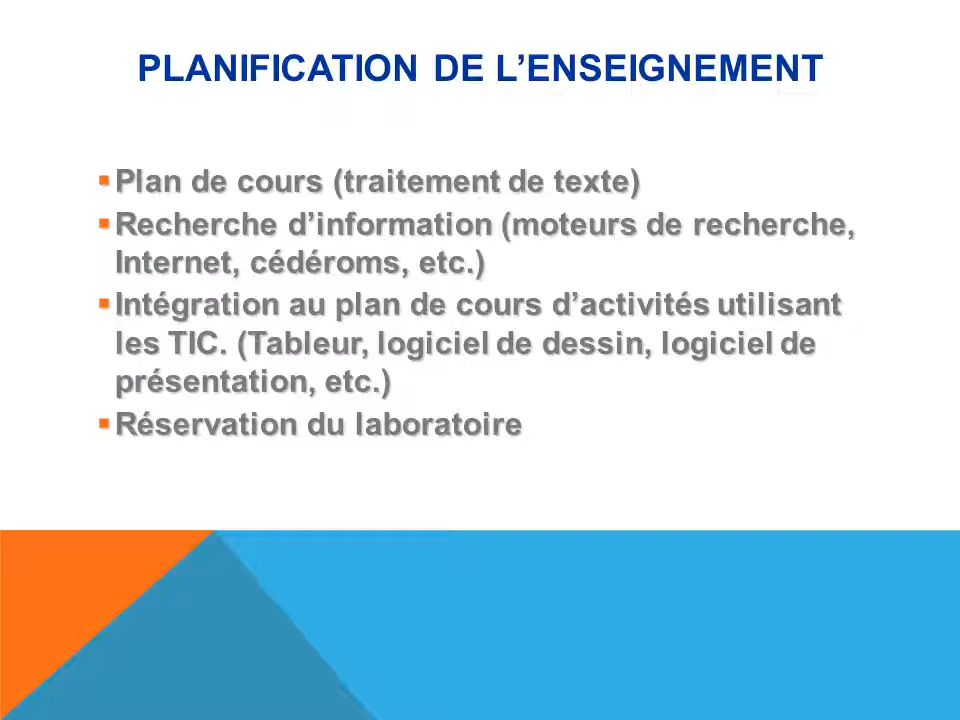 PLANIFICATION DE L’ENSEIGNEMENT
▪Plan de cours (traitement de texte)
▪Recherche d’information (moteurs de recherche,
Internet, cédéroms, etc.)
▪Intégration au plan de cours d’activités utilisant
les TIC. (Tableur, logiciel de dessin, logiciel de
présentation, etc.)
▪Réservation du laboratoire